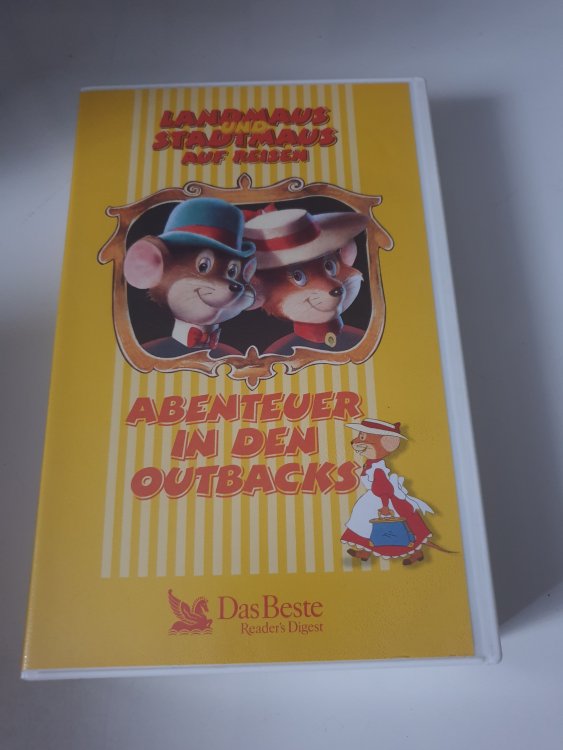 LANDMAUS
UND
STADTMAUS
AUF REISEN
ABENTEUER
IN DEN
OUTBACKS
Das Beste
Reader's Digest